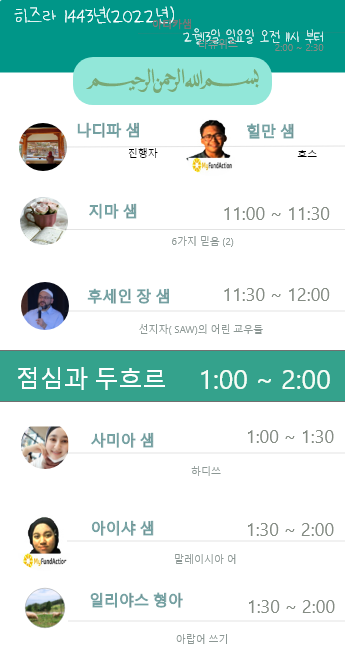 히즈라 1443년(2022년)
2월13일 일요일 오전 11시 부터
2:00 ~ 2:30
بسم الله الرحمن الرحيم
나디파 샘
힐만 샘
진행자
호스
MyFundAction
지마 샘
11:00 ~ 11:30
6가지 믿음 (2)
후세인 장 샘
11:30 ~ 12:00
선지자( SAW)의 어린 교우들
점심과 두흐르
1:00 ~ 2:00
사미아 샘
1:00 ~ 1:30
하디쓰
아이샤 샘
1:30 ~ 2:00
MyFundAction
말레이시아 어
일리야스 형아
1:30 ~ 2:00
아랍어 쓰기